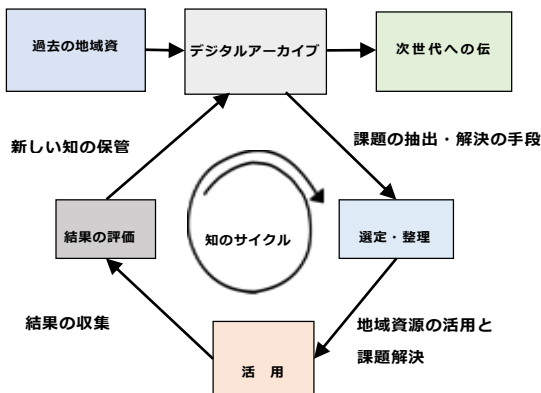 過去の地域資
デジタルアーカイブ
次世代への伝
新しい知の保管
課題の抽出・解決の手段
結果の評価
知のサイクル
選定・整理
結果の収集
地域資源の活用と
課題解決
活 用